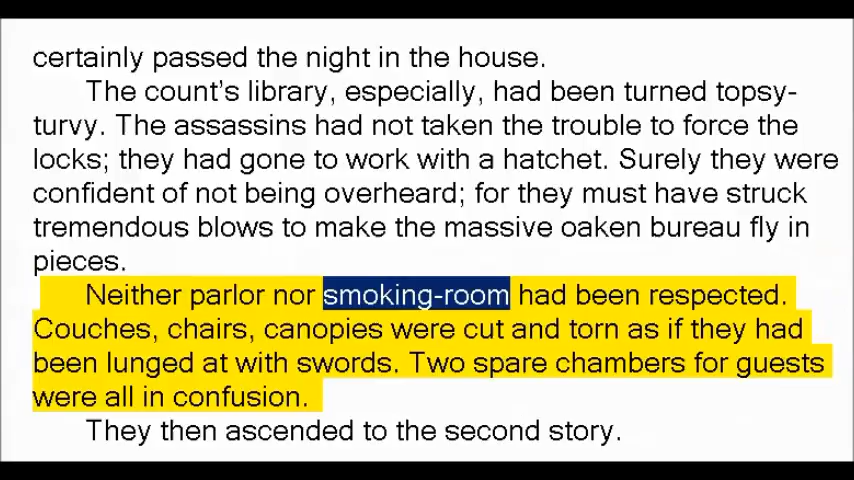 certainly passed the night in the house.
The count's library, especially, had been turned topsy-
turvy. The assassins had not taken the trouble to force the
locks; they had gone to work with a hatchet. Surely they were
confident of not being overheard; for they must have struck
tremendous blows to make the massive oaken bureau fly in
pieces.
Neither parlor nor smoking-room had been respected.
Couches, chairs, canopies were cut and torn as if they had
been lunged at with swords. Two spare chambers for guests
were all in confusion.
They then ascended to the second story.